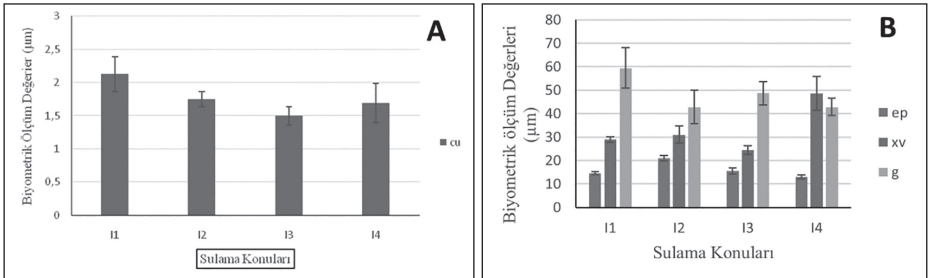 A
Biyometrik Ölçüm Değerler (µm)
3
2,5
2
1,5
1
0,5
0
I1 I2 I3 I4
Sulama Konuları
cu
B
Biyometrik ölçüm Değerleri
(µm)
80
70
60
50
40
30
20
10
0
I1 I2 I3 I4
Sulama Konuları
ep
xv
g